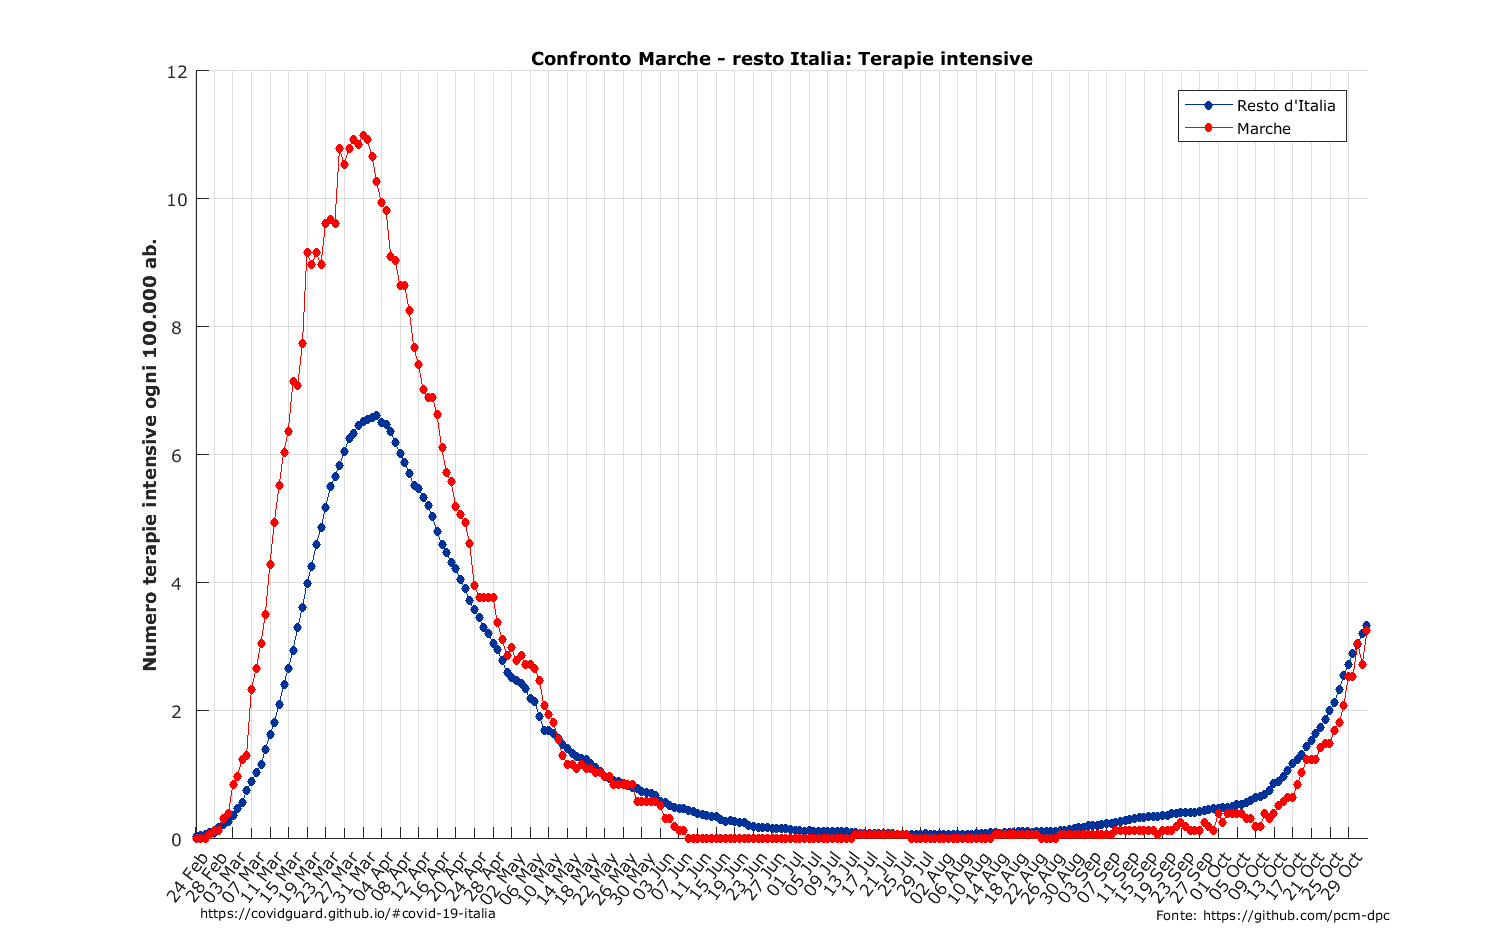 Confronto Marche - resto Italia: Terapie intensive
Resto d'Italia
Marche
Numero terapie intensive ogni 100.000 ab.
12
10
8
6
4
2
0
24 Feb
28 Feb
03 Mar
07 Mar
11 Mar
15 Mar
19 Mar
23 Mar
27 Mar
31 Mar
04 Apr
08 Apr
12 Apr
16 Apr
20 Apr
24 Apr
28 Apr
02 May
06 May
10 May
14 May
18 May
22 May
26 May
30 May
03 Jun
07 Jun
11 Jun
15 Jun
19 Jun
23 Jun
27 Jun
01 Jul
05 Jul
09 Jul
13 Jul
17 Jul
21 Jul
25 Jul
29 Jul
02 Aug
06 Aug
10 Aug
14 Aug
18 Aug
22 Aug
26 Aug
30 Aug
03 Sep
07 Sep
11 Sep
15 Sep
19 Sep
23 Sep
27 Sep
01 Oct
05 Oct
09 Oct
13 Oct
17 Oct
21 Oct
25 Oct
29 Oct
https://covidguard.github.io/#covid-19-italia
Fonte: https://github.com/pcm-dpc